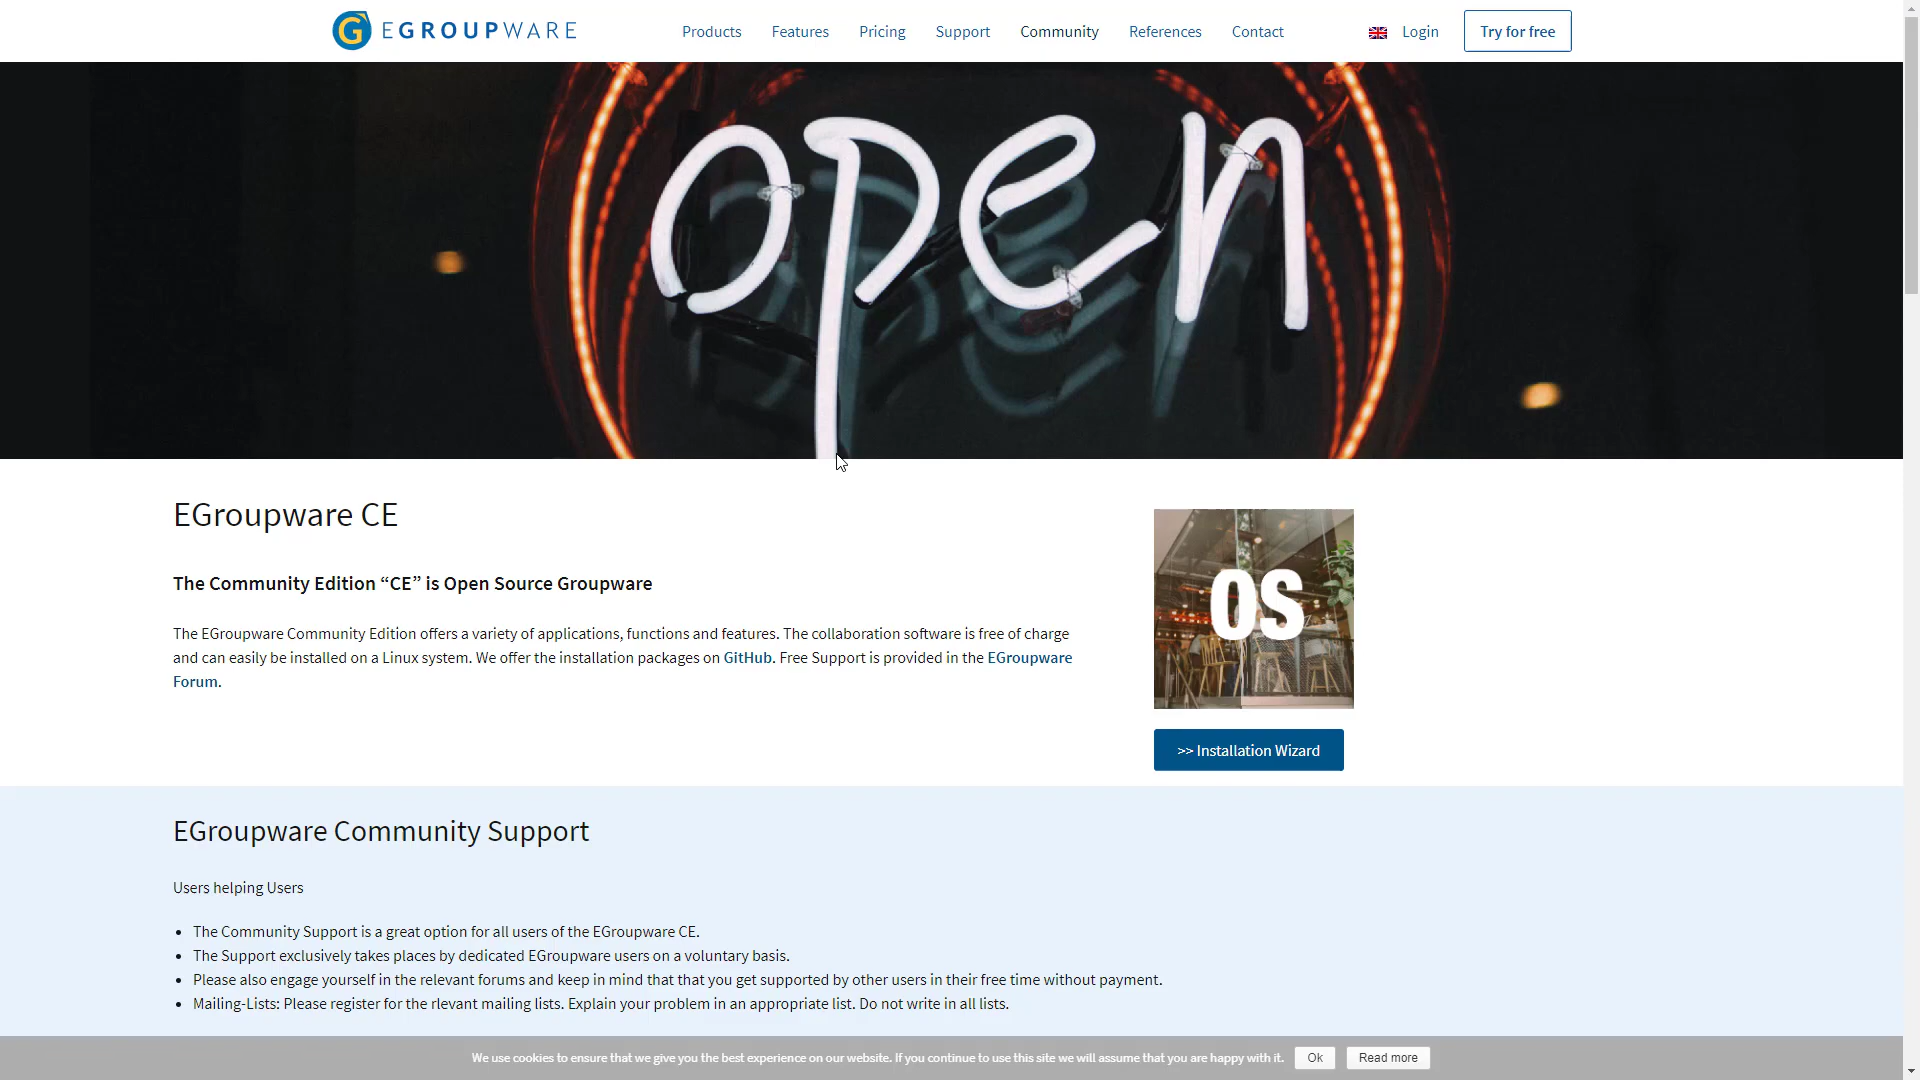 EGROUPWARE
Products Features Pricing Support Community References Contact Login Try for free
open
EGroupware CE
The Community Edition “CE” is Open Source Groupware
The EGroupware Community Edition offers a variety of applications, functions and features. The collaboration software is free of charge
and can easily be installed on a Linux system. We offer the installation packages on GitHub. Free Support is provided in the EGroupware
Forum.
OS
>> Installation Wizard
EGroupware Community Support
Users helping Users
• The Community Support is a great option for all users of the EGroupware CE.
• The Support exclusively takes places by dedicated EGroupware users on a voluntary basis.
• Please also engage yourself in the relevant forums and keep in mind that that you get supported by other users in their free time without payment.
• Mailing-Lists: Please register for the rlevant mailing lists. Explain your problem in an appropriate list. Do not write in all lists.
We use cookies to ensure that we give you the best experience on our website. If you continue to use this site we will assume that you are happy with it. Ok Read more